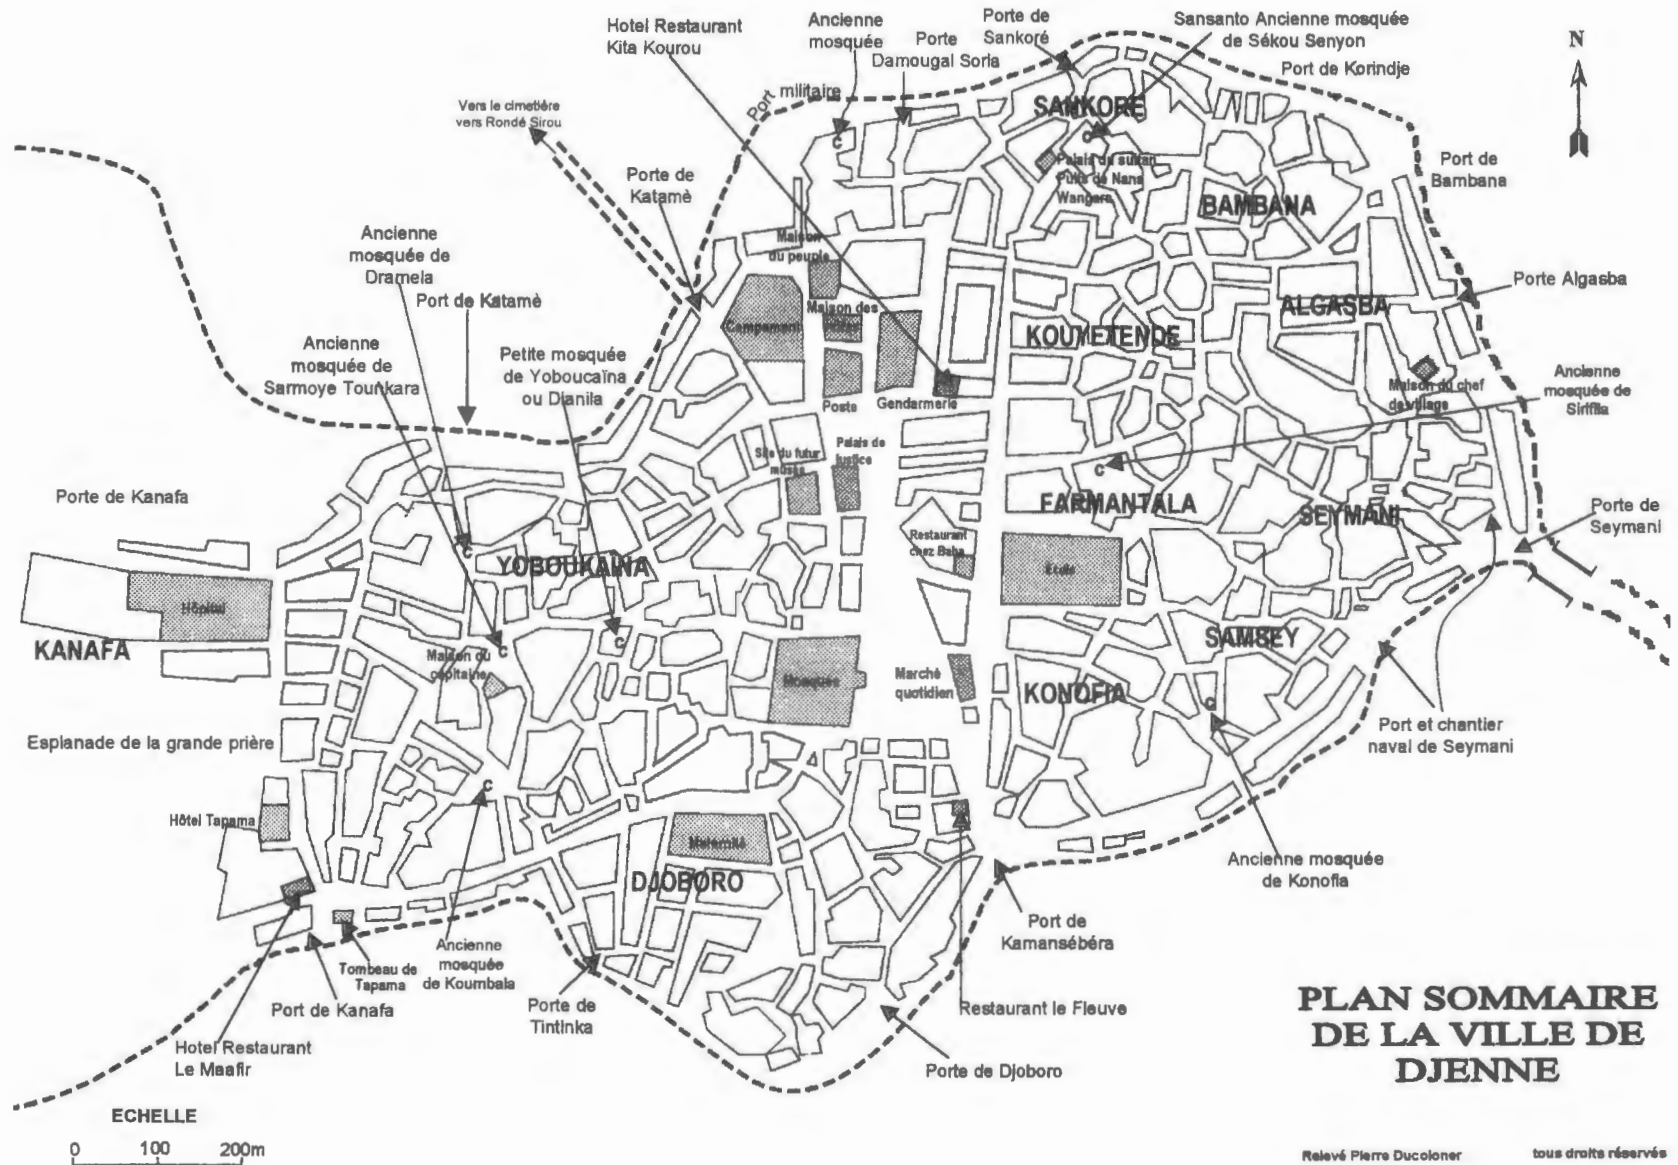 Hotel Restaurant
Kita Kourou
Ancienne
mosquée
Porte
Damougal Soria
Porte de
Sankoré
Sansanto Ancienne mosquée
de Sékou Senyon
Port de Korindje
N
Port militaire
Vers le cimetière
vers Rondé Sirou
SANKORE
C
C
Palais du sultan
Puits de Nana
Wangara
Port de
Bambana
BAMBANA
Porte de
Katamè
Ancienne
mosquée de
Dramela
Maison
du peuple
Port de Katamè
Porte Algasba
ALGASBA
Maison des
Campement
KOUYETENDE
Ancienne
mosquée de
Sarmoye Tounkara
Petite mosquée
de Yoboucaïna
ou Dianila
Poste
Gendarmerie
Maison du chef
de village
Ancienne
mosquée de
Sirifila
Site du futur
musée
Palais de
justice
C
Porte de Kanafa
FARMANTALA
SEYMANI
Porte de
Seymani
C
YOBOUKAINA
Restaurant
chez Baba
Ecole
Hôpital
KANAFA
SAMSEY
C
C
Maison du
capitaine
Mosquée
Marché
quotidien
KONOFIA
C
Esplanade de la grande prière
Port et chantier
naval de Seymani
C
Hôtel Tapama
Maternité
DJOBORO
Ancienne mosquée
de Konofia
Port de
Kamansébéra
Ancienne
mosquée
de Koumbala
Tombeau de
Tapama
Port de Kanafa
Porte de
Tintinka
Restaurant le Fleuve
Hotel Restaurant
Le Maafir
Porte de Djoboro
PLAN SOMMAIRE
DE LA VILLE DE
DJENNE
ECHELLE
0 100 200m
Relevé Pierre Ducoloner
tous droits réservés